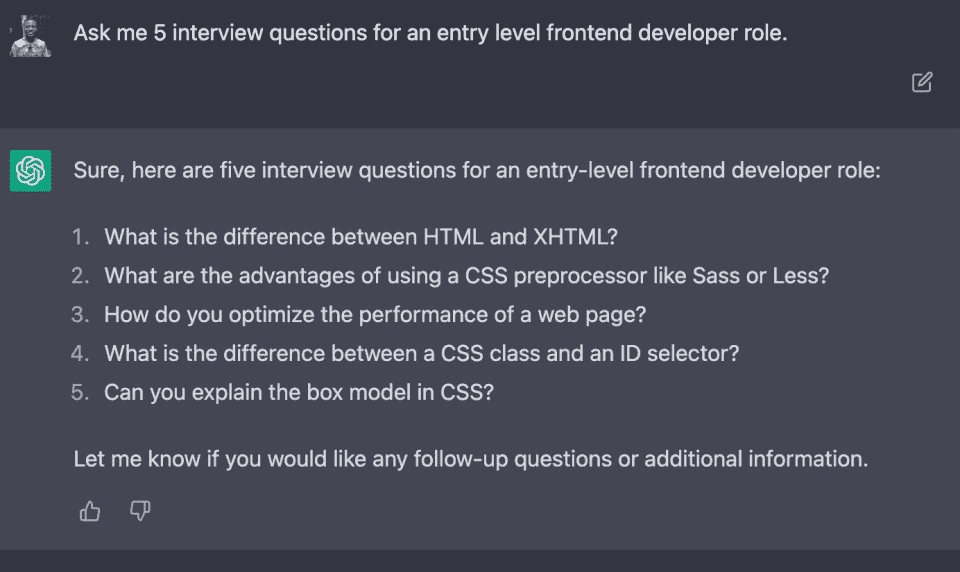 Ask me 5 interview questions for an entry level frontend developer role.
Sure, here are five interview questions for an entry-level frontend developer role:
1. What is the difference between HTML and XHTML?
2. What are the advantages of using a CSS preprocessor like Sass or Less?
3. How do you optimize the performance of a web page?
4. What is the difference between a CSS class and an ID selector?
5. Can you explain the box model in CSS?
Let me know if you would like any follow-up questions or additional information.